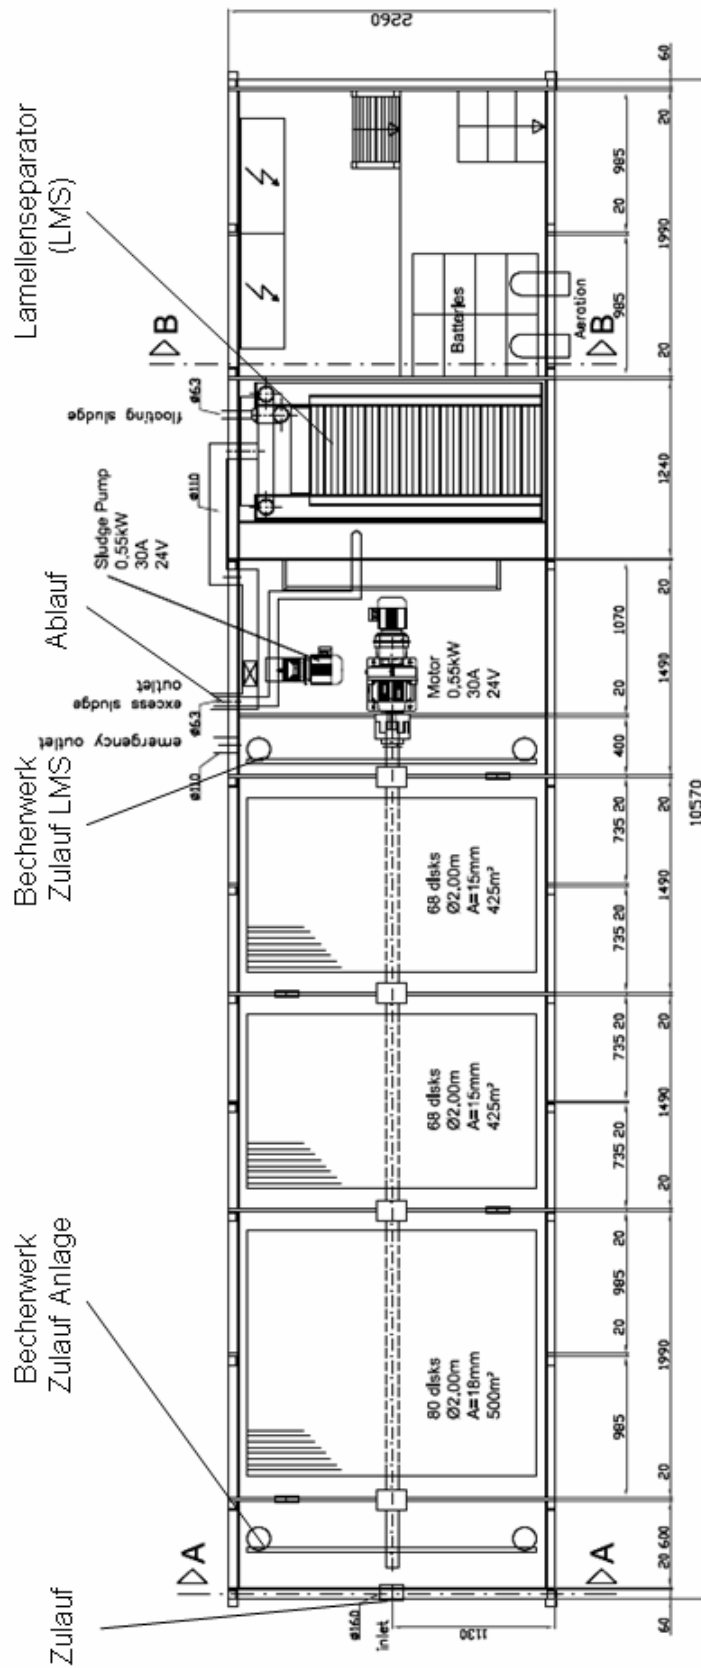 Zulauf
Becherwerk
Zulauf Anlage
Becherwerk
Zulauf LMS
Ablauf
Lamellenseparator
(LMS)
A
ø160
inlet
1130
A
80 disks
Ø2,00m
A=18mm
500m²
68 disks
Ø2,00m
A=15mm
425m²
68 disks
Ø2,00m
A=15mm
425m²
ø110
emergency outlet
ø63
excess sludge
outlet
Sludge Pump
0,55kW
30A
24V
Motor
0,55kW
30A
24V
ø110
ø63
floating sludge
B
Batteries
Aeration
B
2260
985 20 985 20
735 20 735 20
735 20 735 20
400 20 1070 20
20 985 20 985 20
60 20 600 20 1990 20 1490 20 1490 1490 1240 1990 60
10570